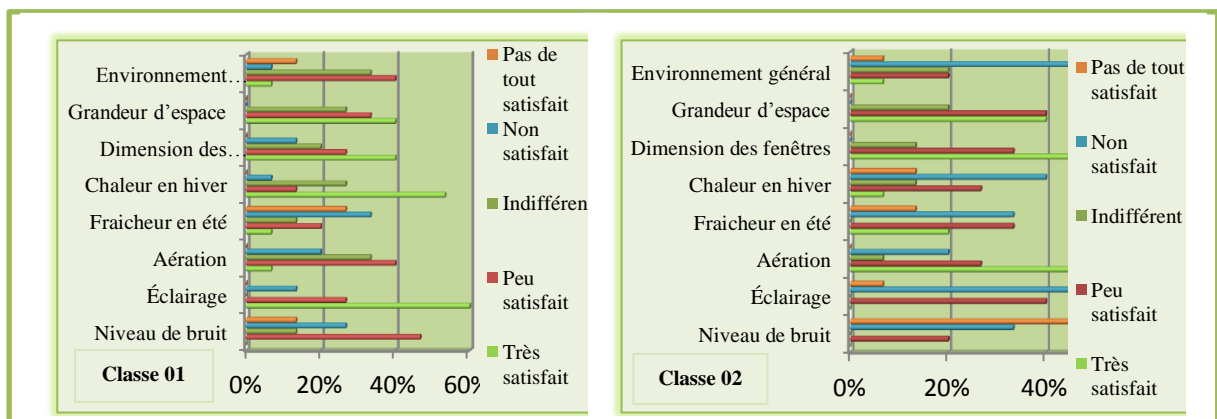 Environnement…
Grandeur d'espace
Dimension des…
Chaleur en hiver
Fraicheur en été
Aération
Éclairage
Niveau de bruit
Classe 01
0% 20% 40% 60%
Pas de
tout
satisfait
Non
satisfait
Indifférent
Peu
satisfait
Très
satisfait
Environnement général
Grandeur d'espace
Dimension des fenêtres
Chaleur en hiver
Fraicheur en été
Aération
Éclairage
Niveau de bruit
Classe 02
0% 20% 40%
Pas de tout
satisfait
Non
satisfait
Indifférent
Peu
satisfait
Très
satisfait